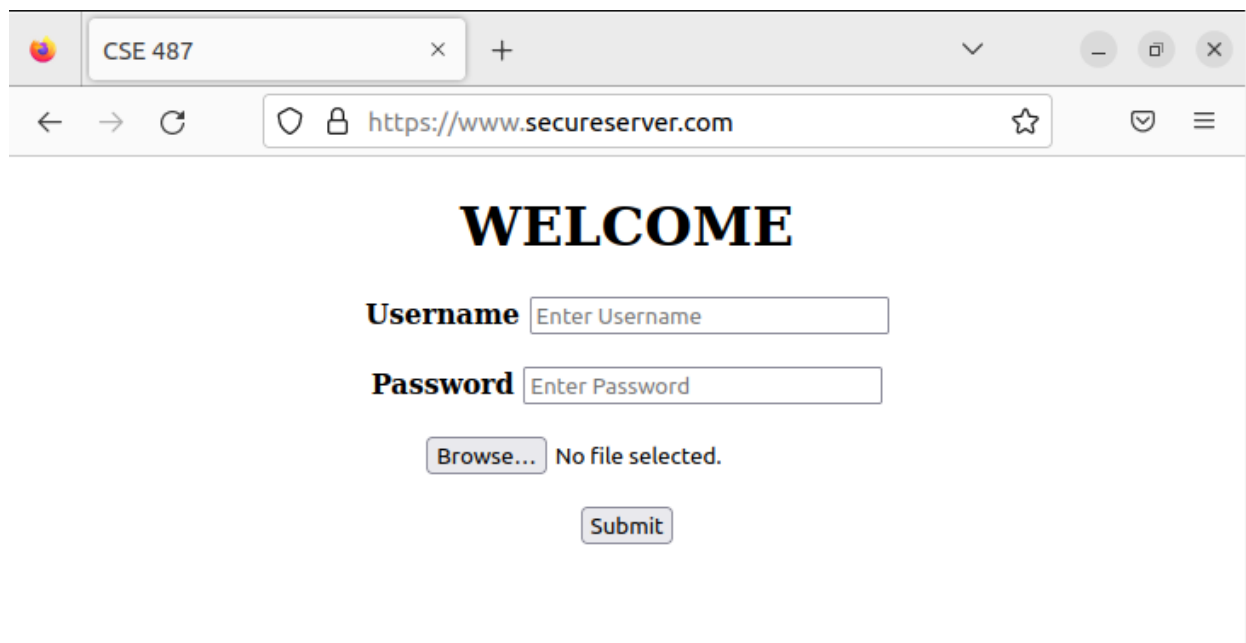 CSE 487
https://www.secureserver.com
WELCOME
Username Enter Username
Password Enter Password
Browse... No file selected.
Submit